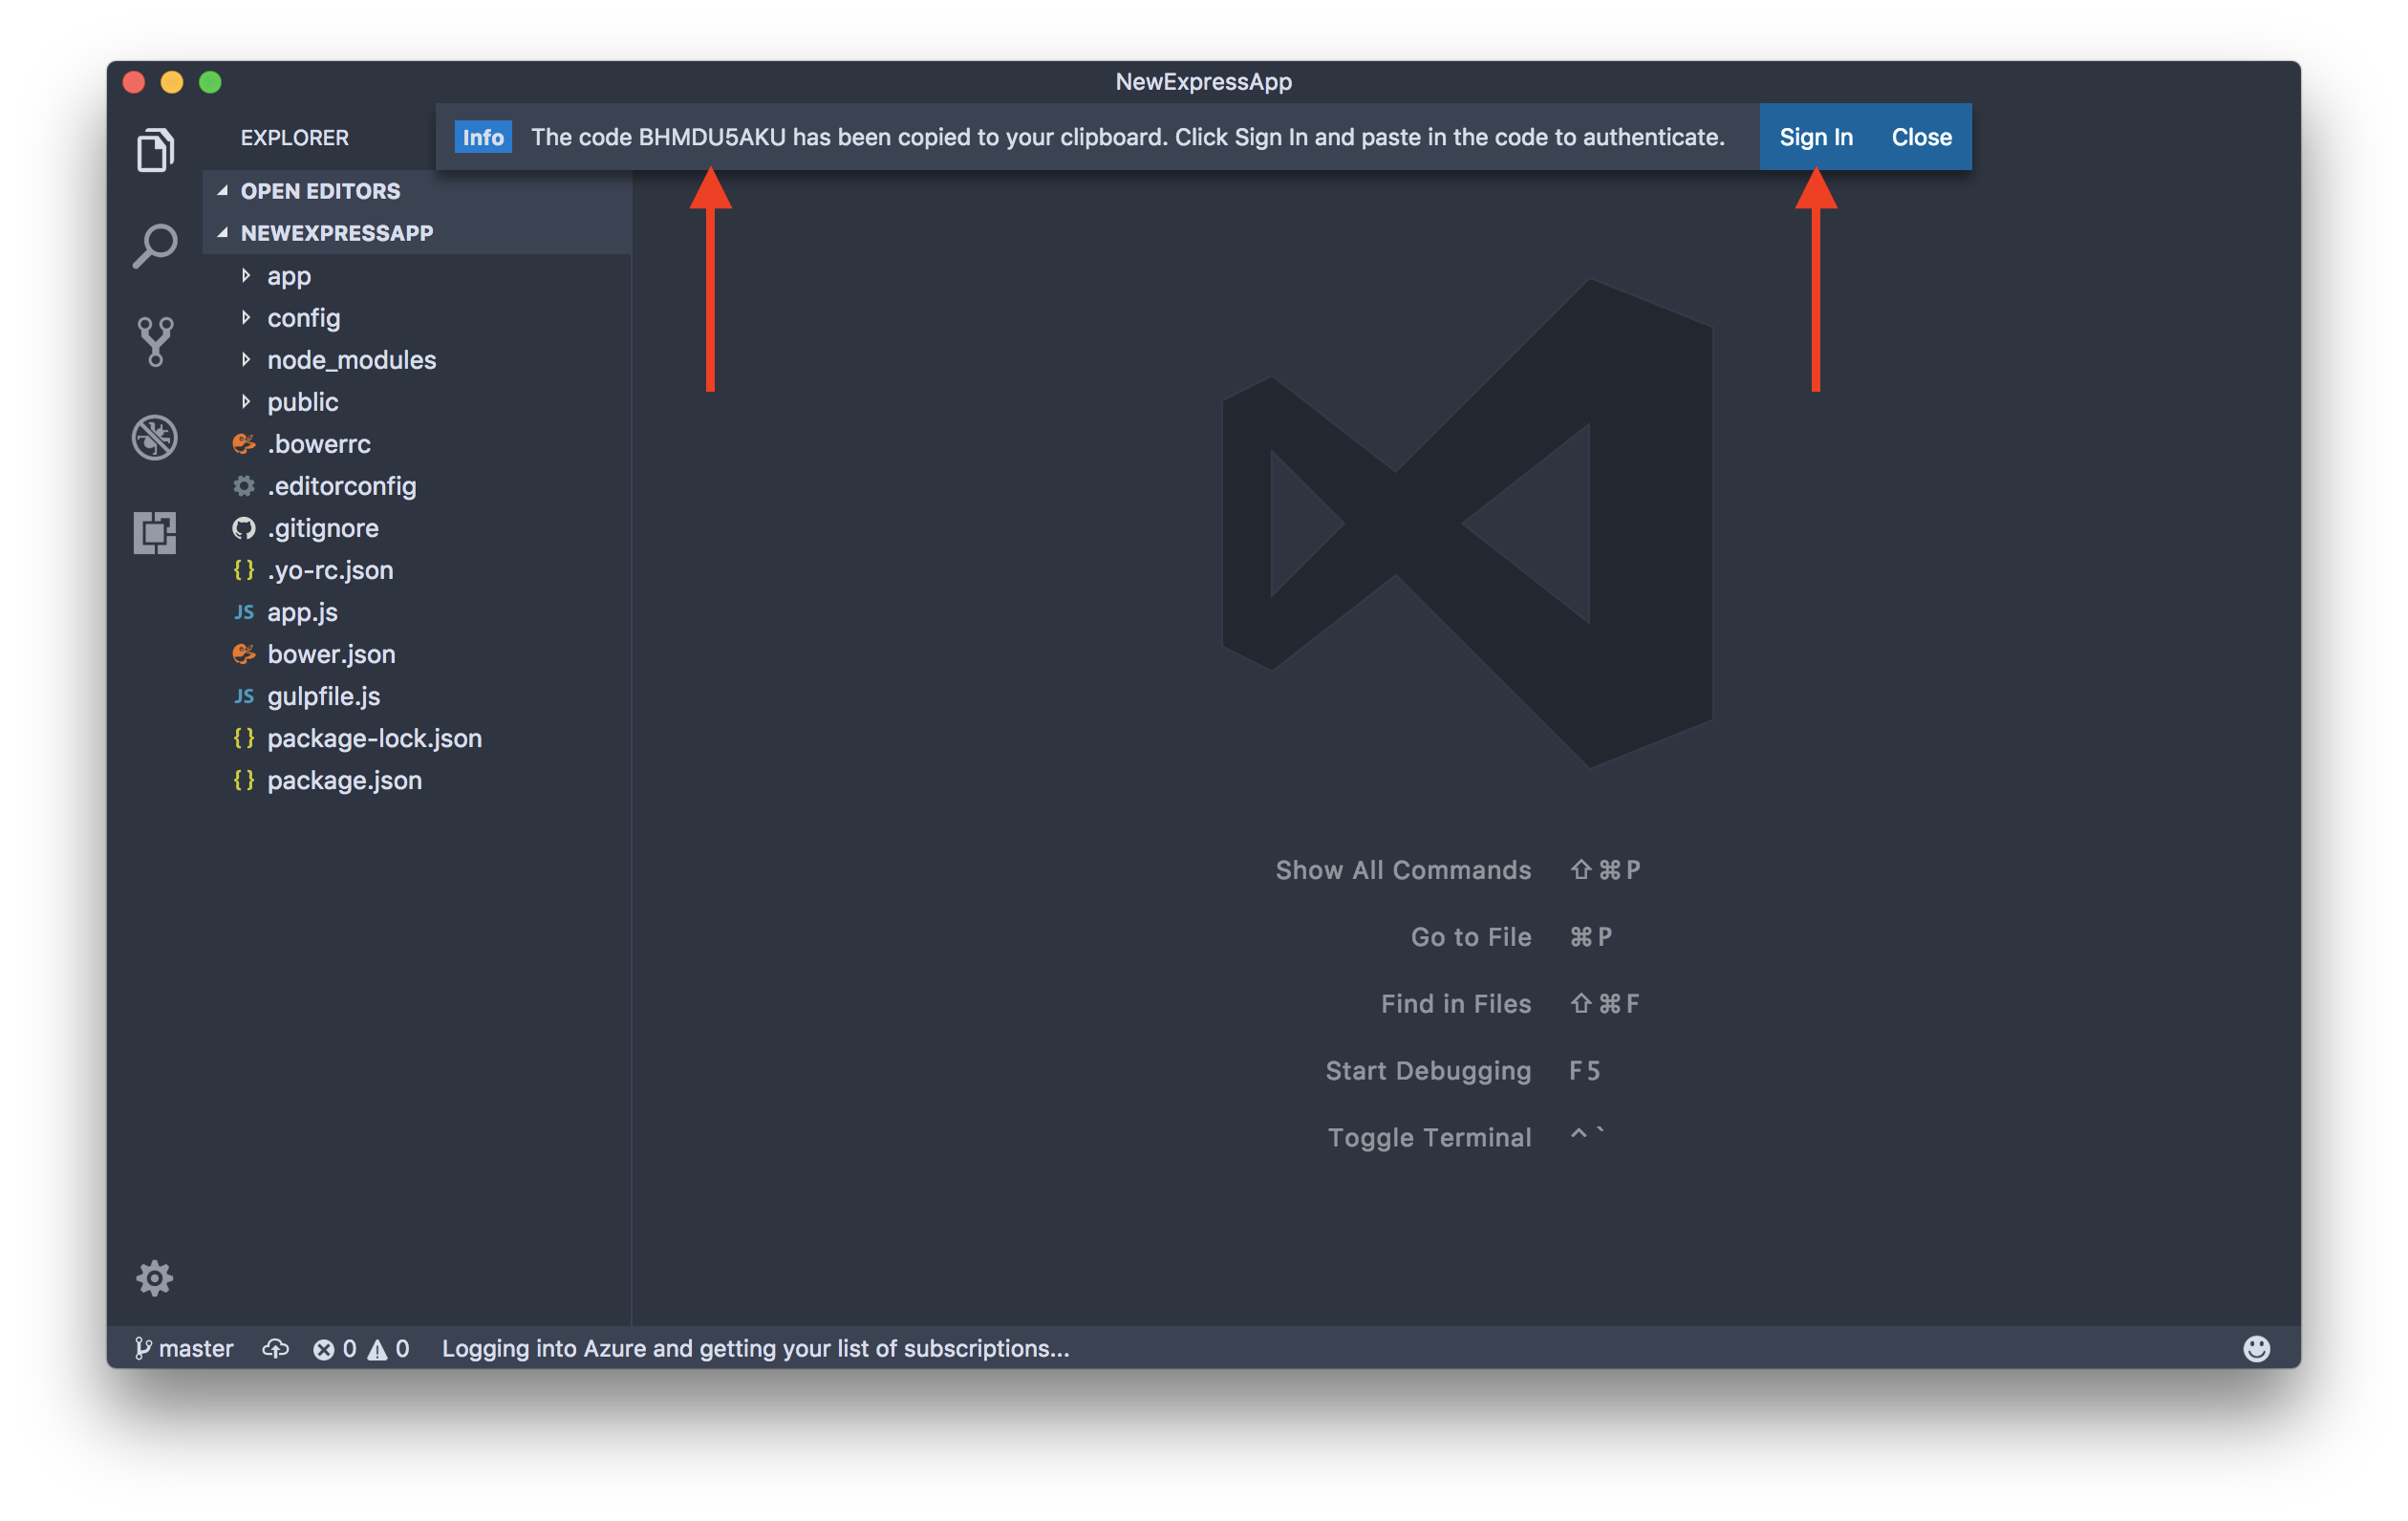 NewExpressApp
EXPLORER
Info The code BHMDU5AKU has been copied to your clipboard. Click Sign In and paste in the code to authenticate. Sign In Close
OPEN EDITORS
NEWEXPRESSAPP
app
config
node_modules
public
.bowerrc
.editorconfig
.gitignore
{} .yo-rc.json
JS app.js
bower.json
JS gulpfile.js
{} package-lock.json
{} package.json
Show All Commands ⇧⌘P
Go to File ⌘P
Find in Files ⇧⌘F
Start Debugging F5
Toggle Terminal ^`
master 0 0 Logging into Azure and getting your list of subscriptions...